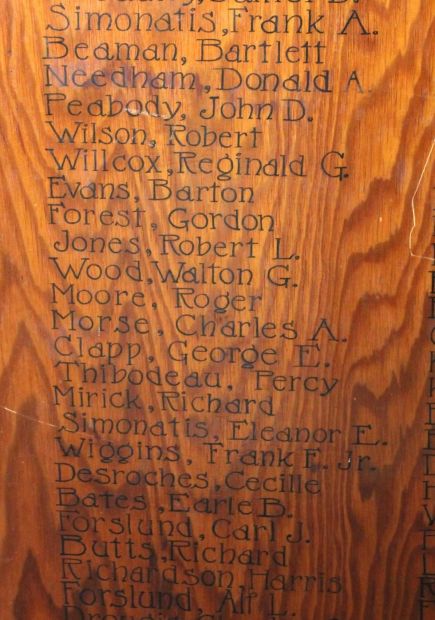 Simonatis, Frank A.
Beaman, Bartlett
Needham, Donald A.
Peabody, John D.
Wilson, Robert
Willcox, Reginald G.
Evans, Barton
Forest, Gordon
Jones, Robert L.
Wood, Walton G.
Moore, Roger
Morse, Charles A.
Clapp, George E.
Thibodeau, Percy
Mirick, Richard
Simonatis, Eleanor E.
Wiggins, Frank E. Jr.
Desroches, Cecille
Bates, Earle B.
Forslund, Carl J.
Butts, Richard
Richardson, Harris
Forslund, Alf L.